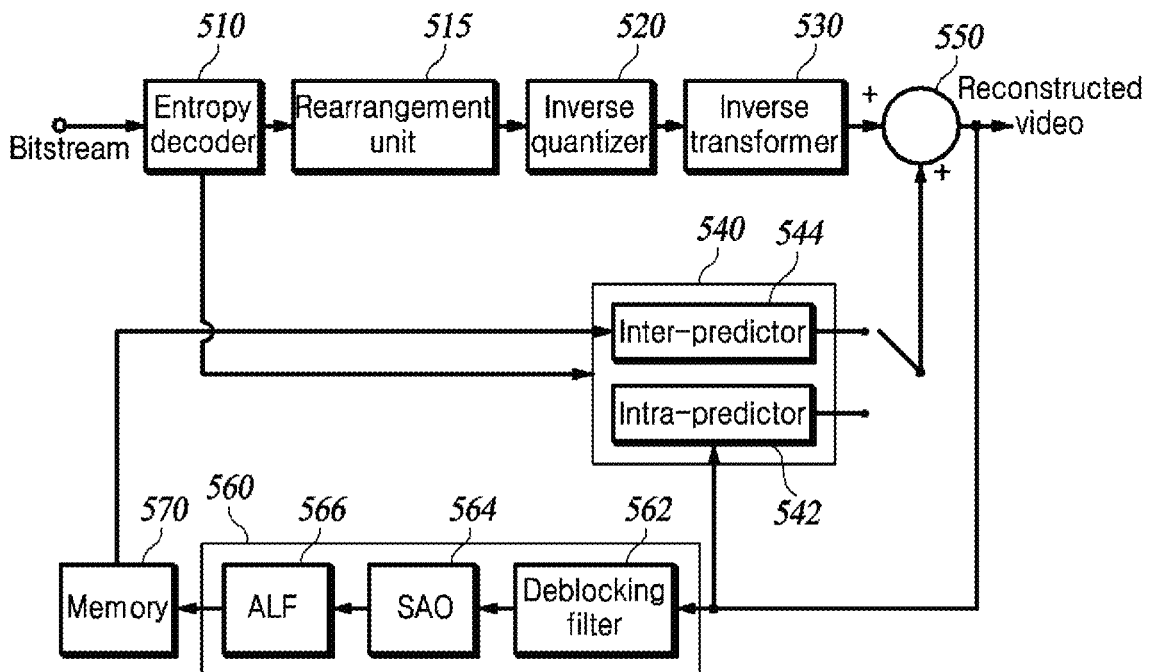 510
515
520
530
550
Bitstream
Entropy
decoder
Rearrangement
unit
Inverse
quantizer
Inverse
transformer
+
+
Reconstructed
video
540
544
Inter-predictor
Intra-predictor
542
570
560
566
564
562
Memory
ALF
SAO
Deblocking
filter